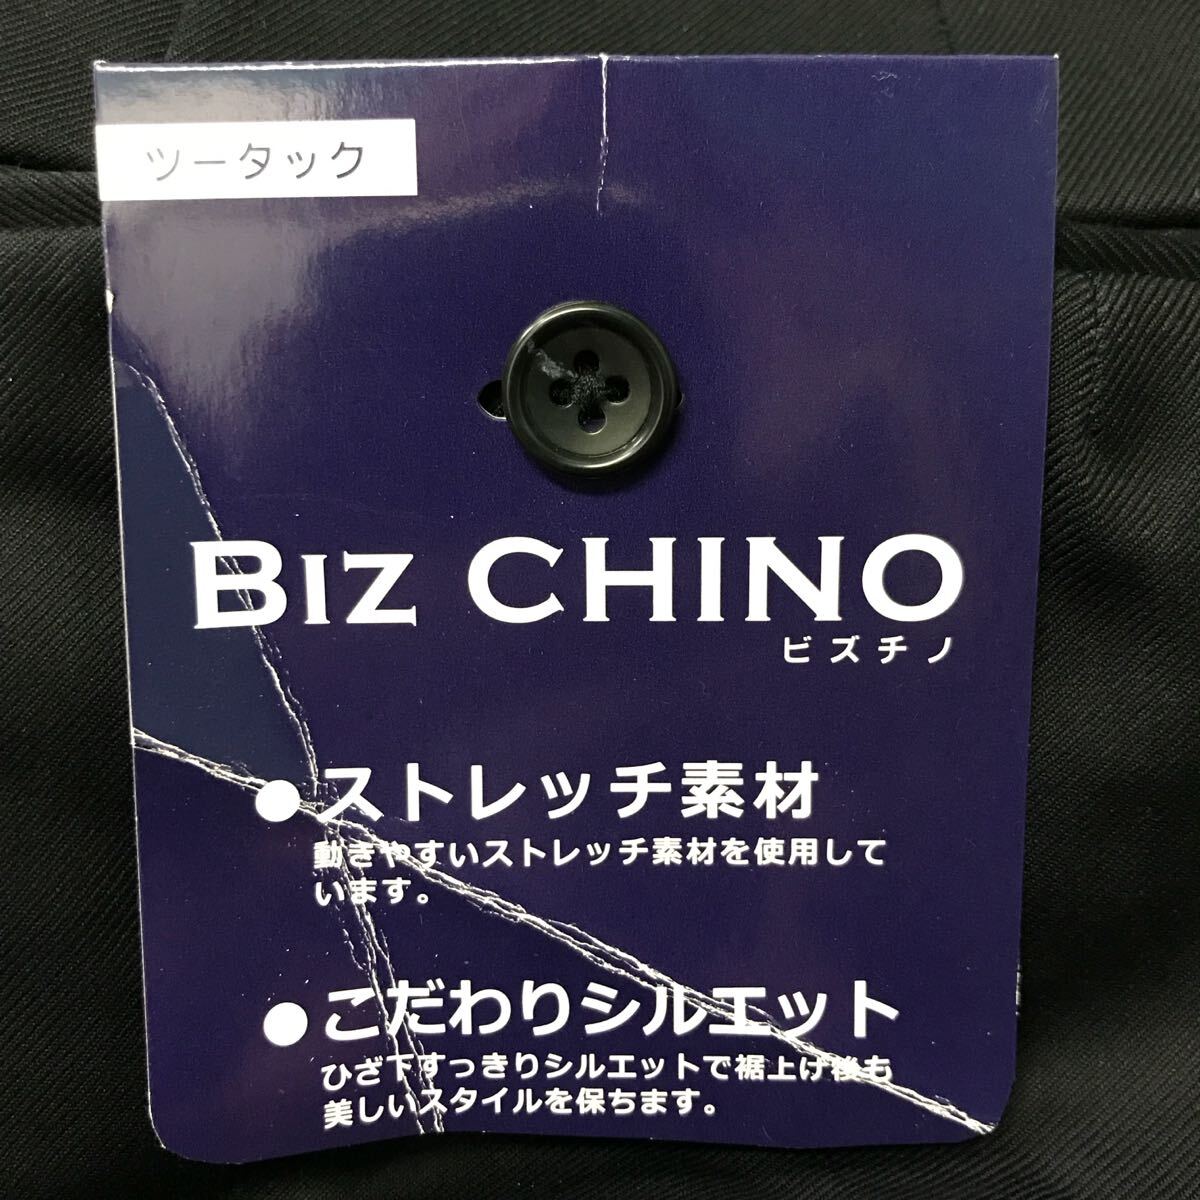 ツータック
BIZ CHINO
ビズチノ
●ストレッチ素材
動きやすいストレッチ素材を使用して
います。
●こだわりシルエット
ひざ下すっきりシルエットで裾上げ後も
美しいスタイルを保ちます。